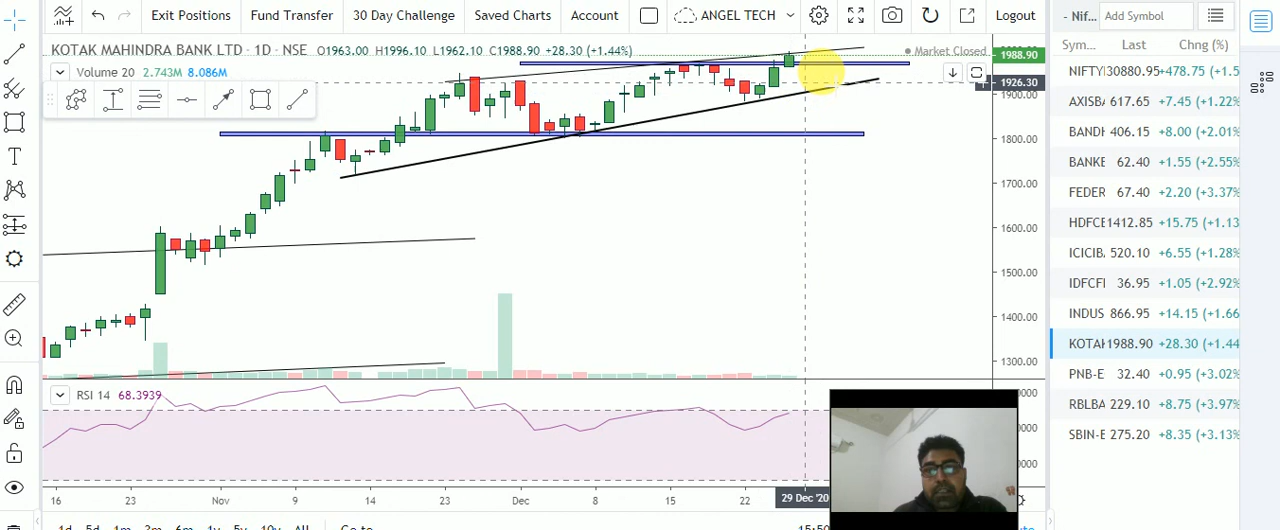 Exit Positions Fund Transfer 30 Day Challenge Saved Charts Account ANGEL TECH Logout
- Nif... Add Symbol
KOTAK MAHINDRA BANK LTD · 1D · NSE O1963.00 H1996.10 L1962.10 C1988.90 +28.30 (+1.44%)
Market Closed
Volume 20 2.743M 8.086M
1988.90
1926.30
1900.00
1800.00
1700.00
1600.00
1500.00
1400.00
1300.00
RSI 14 68.3939
16 23 Nov 9 14 23 Dec 8 15 22 29 Dec '20
1d 5d 1m 3m 6m 1y 5y 10y All Go to
Sym... Last Chng (%)
NIFTY 30880.95 +478.75 (+1.5
AXISB 617.65 +7.45 (+1.22%
BANDH 406.15 +8.00 (+2.01%
BANKE 62.40 +1.55 (+2.55%
FEDER 67.40 +2.20 (+3.37%
HDFCB 1412.85 +15.75 (+1.13
ICICIB 520.10 +6.55 (+1.28%
IDFCFI 36.95 +1.05 (+2.92%
INDUS 866.95 +14.15 (+1.66
KOTAK 1988.90 +28.30 (+1.44
PNB-E 32.40 +0.95 (+3.02%
RBLBA 229.10 +8.75 (+3.97%
SBIN-E 275.20 +8.35 (+3.13%